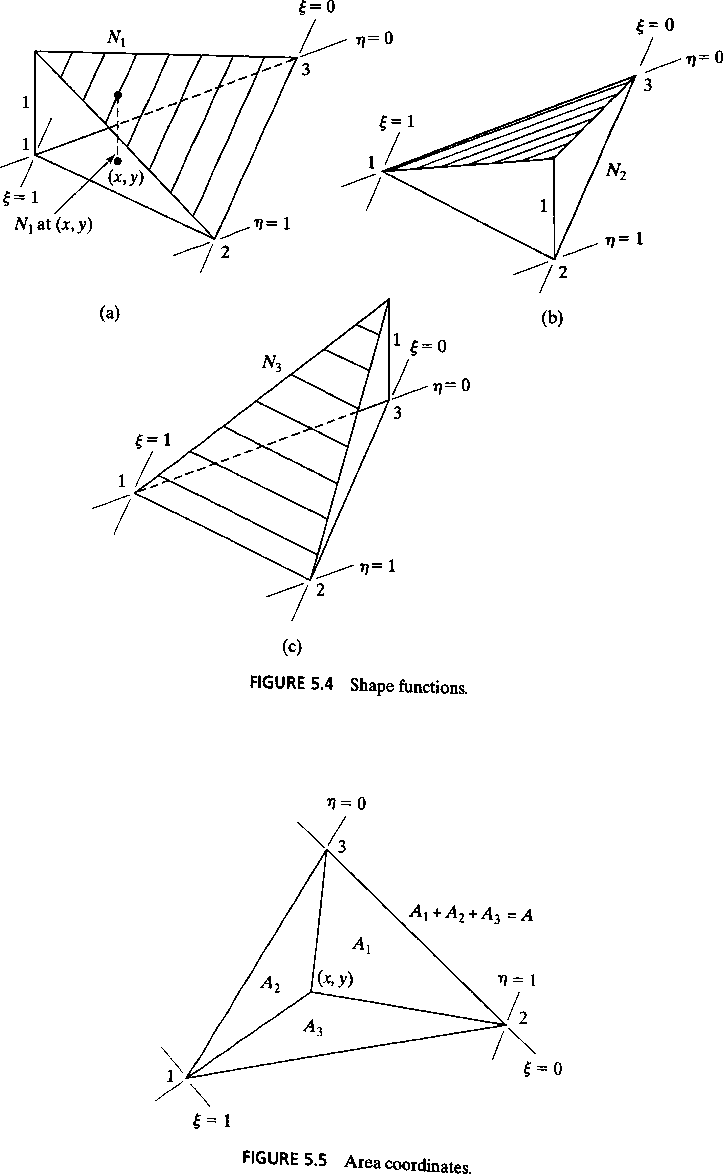 ξ = 0
N₁
η = 0
3
1
1
(x, y)
ξ = 1
N₁ at (x, y)
η = 1
2
(a)
ξ = 0
η = 0
3
ξ = 1
1
N₂
1
η = 1
2
(b)
1
ξ = 0
N₃
η = 0
3
ξ = 1
1
η = 1
2
(c)
FIGURE 5.4 Shape functions.
η = 0
3
A₁ + A₂ + A₃ = A
A₁
(x, y)
A₂
η = 1
2
A₃
ξ = 0
1
ξ = 1
FIGURE 5.5 Area coordinates.